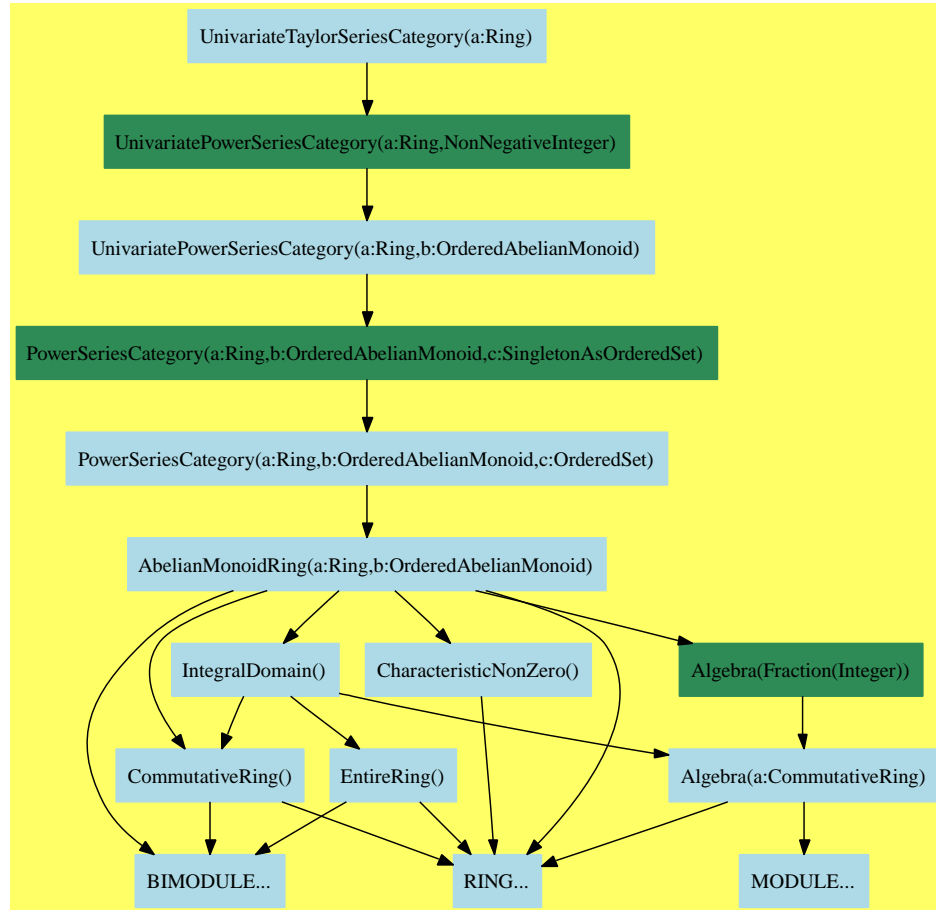 UnivariateTaylorSeriesCategory(a:Ring)
UnivariatePowerSeriesCategory(a:Ring,NonNegativeInteger)
UnivariatePowerSeriesCategory(a:Ring,b:OrderedAbelianMonoid)
PowerSeriesCategory(a:Ring,b:OrderedAbelianMonoid,c:SingletonAsOrderedSet)
PowerSeriesCategory(a:Ring,b:OrderedAbelianMonoid,c:OrderedSet)
AbelianMonoidRing(a:Ring,b:OrderedAbelianMonoid)
IntegralDomain()
CharacteristicNonZero()
Algebra(Fraction(Integer))
CommutativeRing()
EntireRing()
Algebra(a:CommutativeRing)
BIMODULE...
RING...
MODULE...